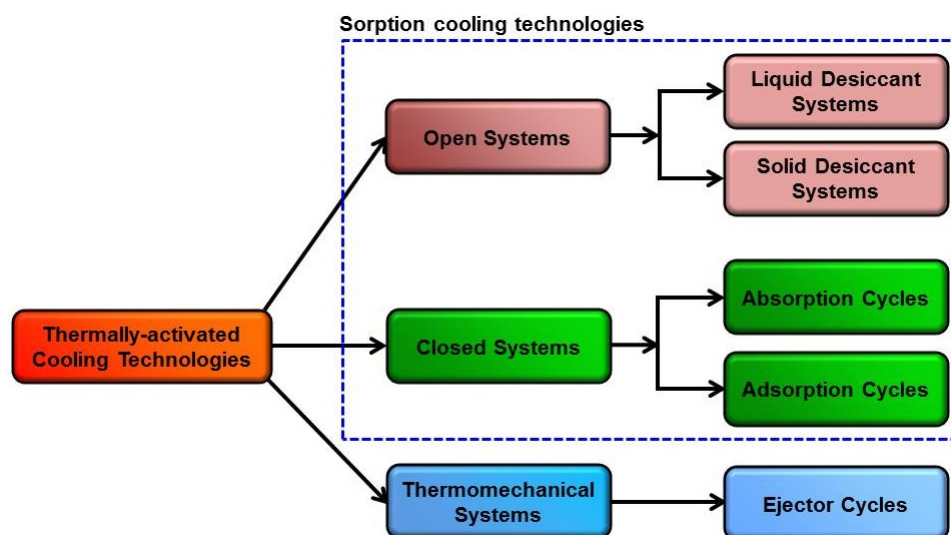 Sorption cooling technologies
Liquid Desiccant
Systems
Open Systems
Solid Desiccant
Systems
Absorption Cycles
Thermally-activated
Cooling Technologies
Closed Systems
Adsorption Cycles
Thermomechanical
Systems
Ejector Cycles